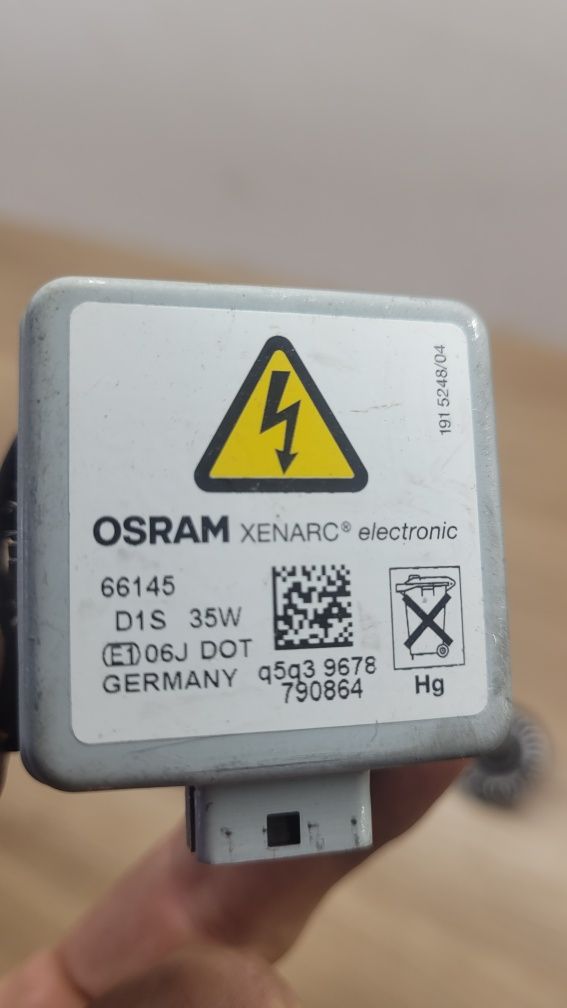 191 5248/04
OSRAM XENARC® electronic
66145
D1S 35W
E1 06J DOT
GERMANY
q5q3 9678
790864
Hg